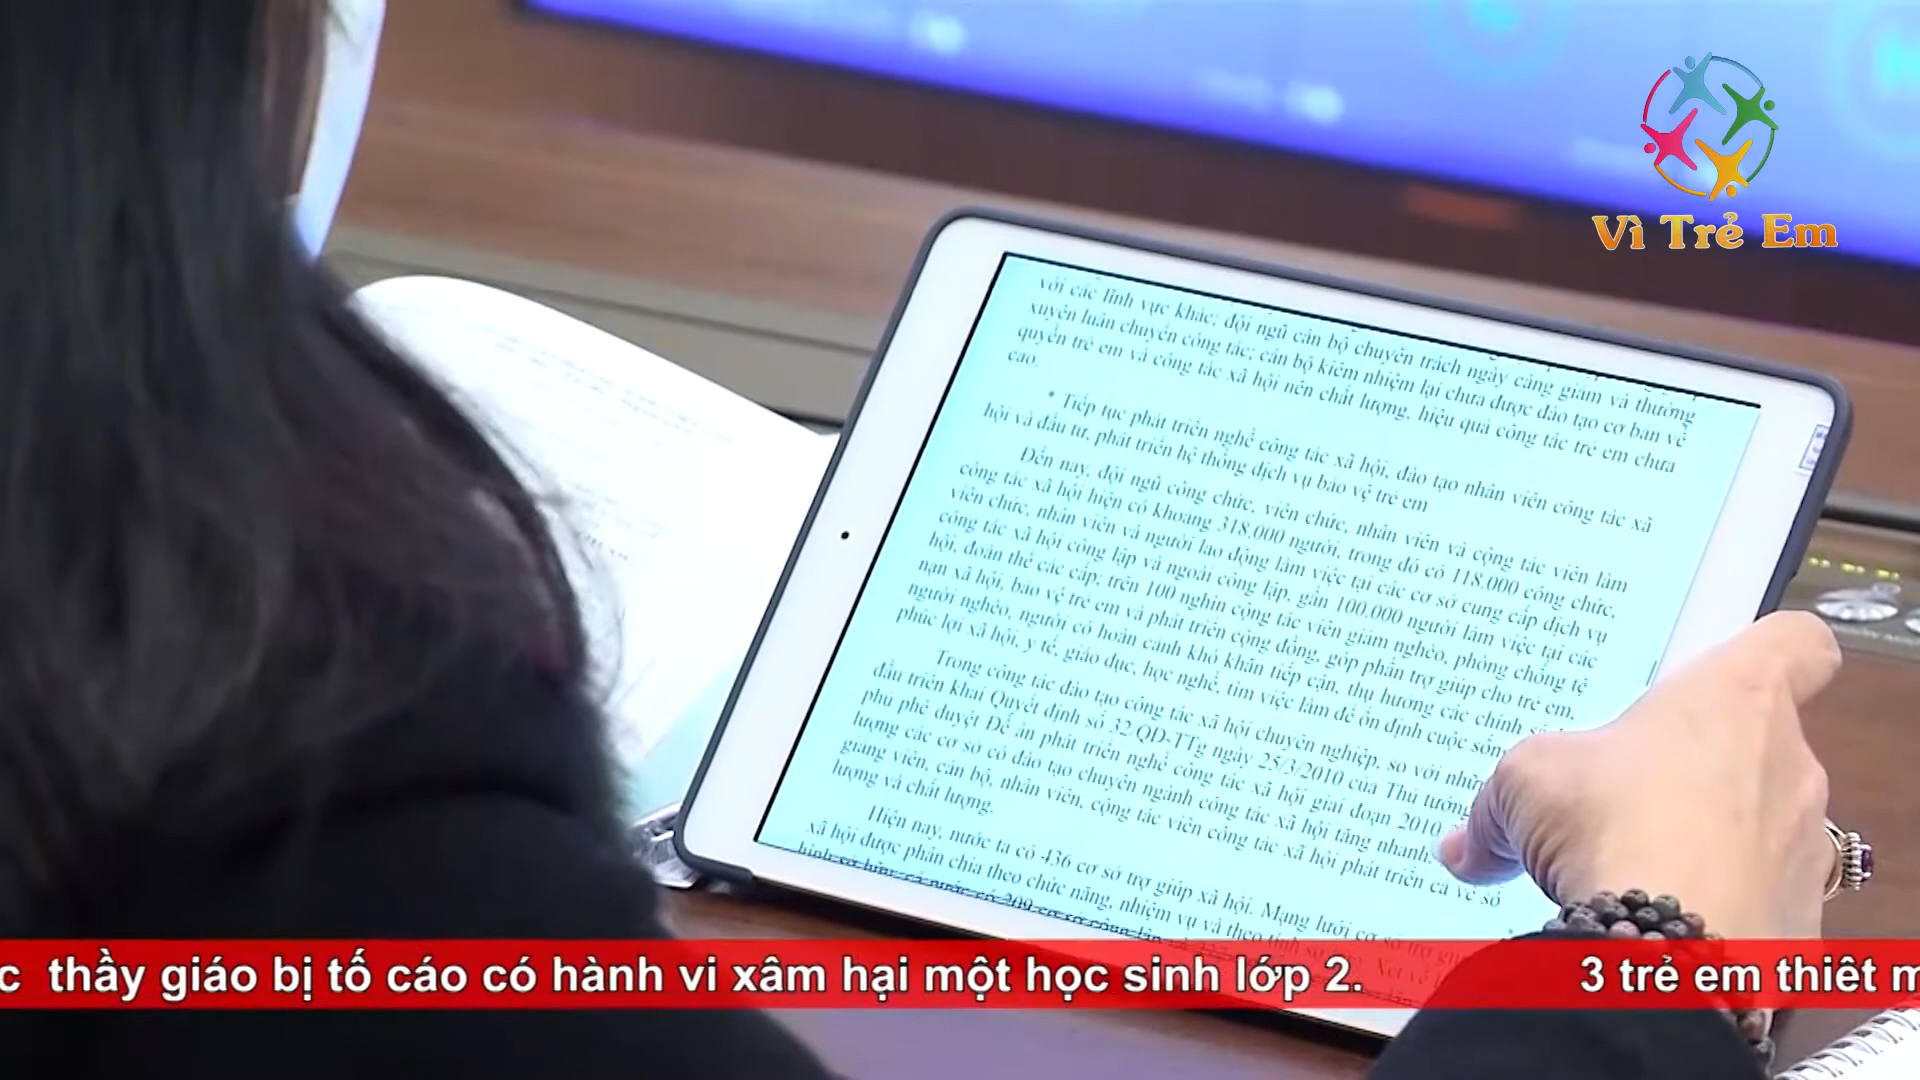 Vì Trẻ Em
với các lĩnh vực khác; đội ngũ cán bộ chuyên trách ngày càng giảm và thường
xuyên luân chuyển công tác; cán bộ kiêm nhiệm lại chưa được đào tạo cơ bản về
quyền trẻ em và công tác xã hội nên chất lượng, hiệu quả công tác trẻ em chưa
cao.
* Tiếp tục phát triển nghề công tác xã hội, đào tạo nhân viên công tác xã
hội và đầu tư, phát triển hệ thống dịch vụ bảo vệ trẻ em
Đến nay, đội ngũ công chức, viên chức, nhân viên và cộng tác viên làm
công tác xã hội hiện có khoảng 318.000 người, trong đó có 118.000 công chức,
viên chức, nhân viên và người lao động làm việc tại các cơ sở cung cấp dịch vụ
công tác xã hội công lập và ngoài công lập, gần 100.000 người làm việc tại các
hội, đoàn thể các cấp; trên 100 nghìn cộng tác viên giảm nghèo, phòng chống tệ
nạn xã hội, bảo vệ trẻ em và phát triển cộng đồng, góp phần trợ giúp cho trẻ em,
người nghèo, người có hoàn cảnh khó khăn tiếp cận, thụ hưởng các chính
phúc lợi xã hội, y tế, giáo dục, học nghề, tìm việc làm để ổn định cuộc sống
Trong công tác đào tạo công tác xã hội chuyên nghiệp, so với những
đầu triển khai Quyết định số 32/QĐ-TTg ngày 25/3/2010 của Thủ tướng
phủ phê duyệt Đề án phát triển nghề công tác xã hội giai đoạn 2010
lượng các cơ sở có đào tạo chuyên ngành công tác xã hội tăng nhanh.
giảng viên, cán bộ, nhân viên, cộng tác viên công tác xã hội phát triển cả về số
lượng và chất lượng.
Hiện nay, nước ta có 436 cơ sở trợ giúp xã hội. Mạng lưới cơ sở trợ
xã hội được phân chia theo chức năng, nhiệm vụ và theo tính
hình sở hữu, cả nước có 209 cơ sở công lập
thầy giáo bị tố cáo có hành vi xâm hại một học sinh lớp 2. 3 trẻ em thiêt